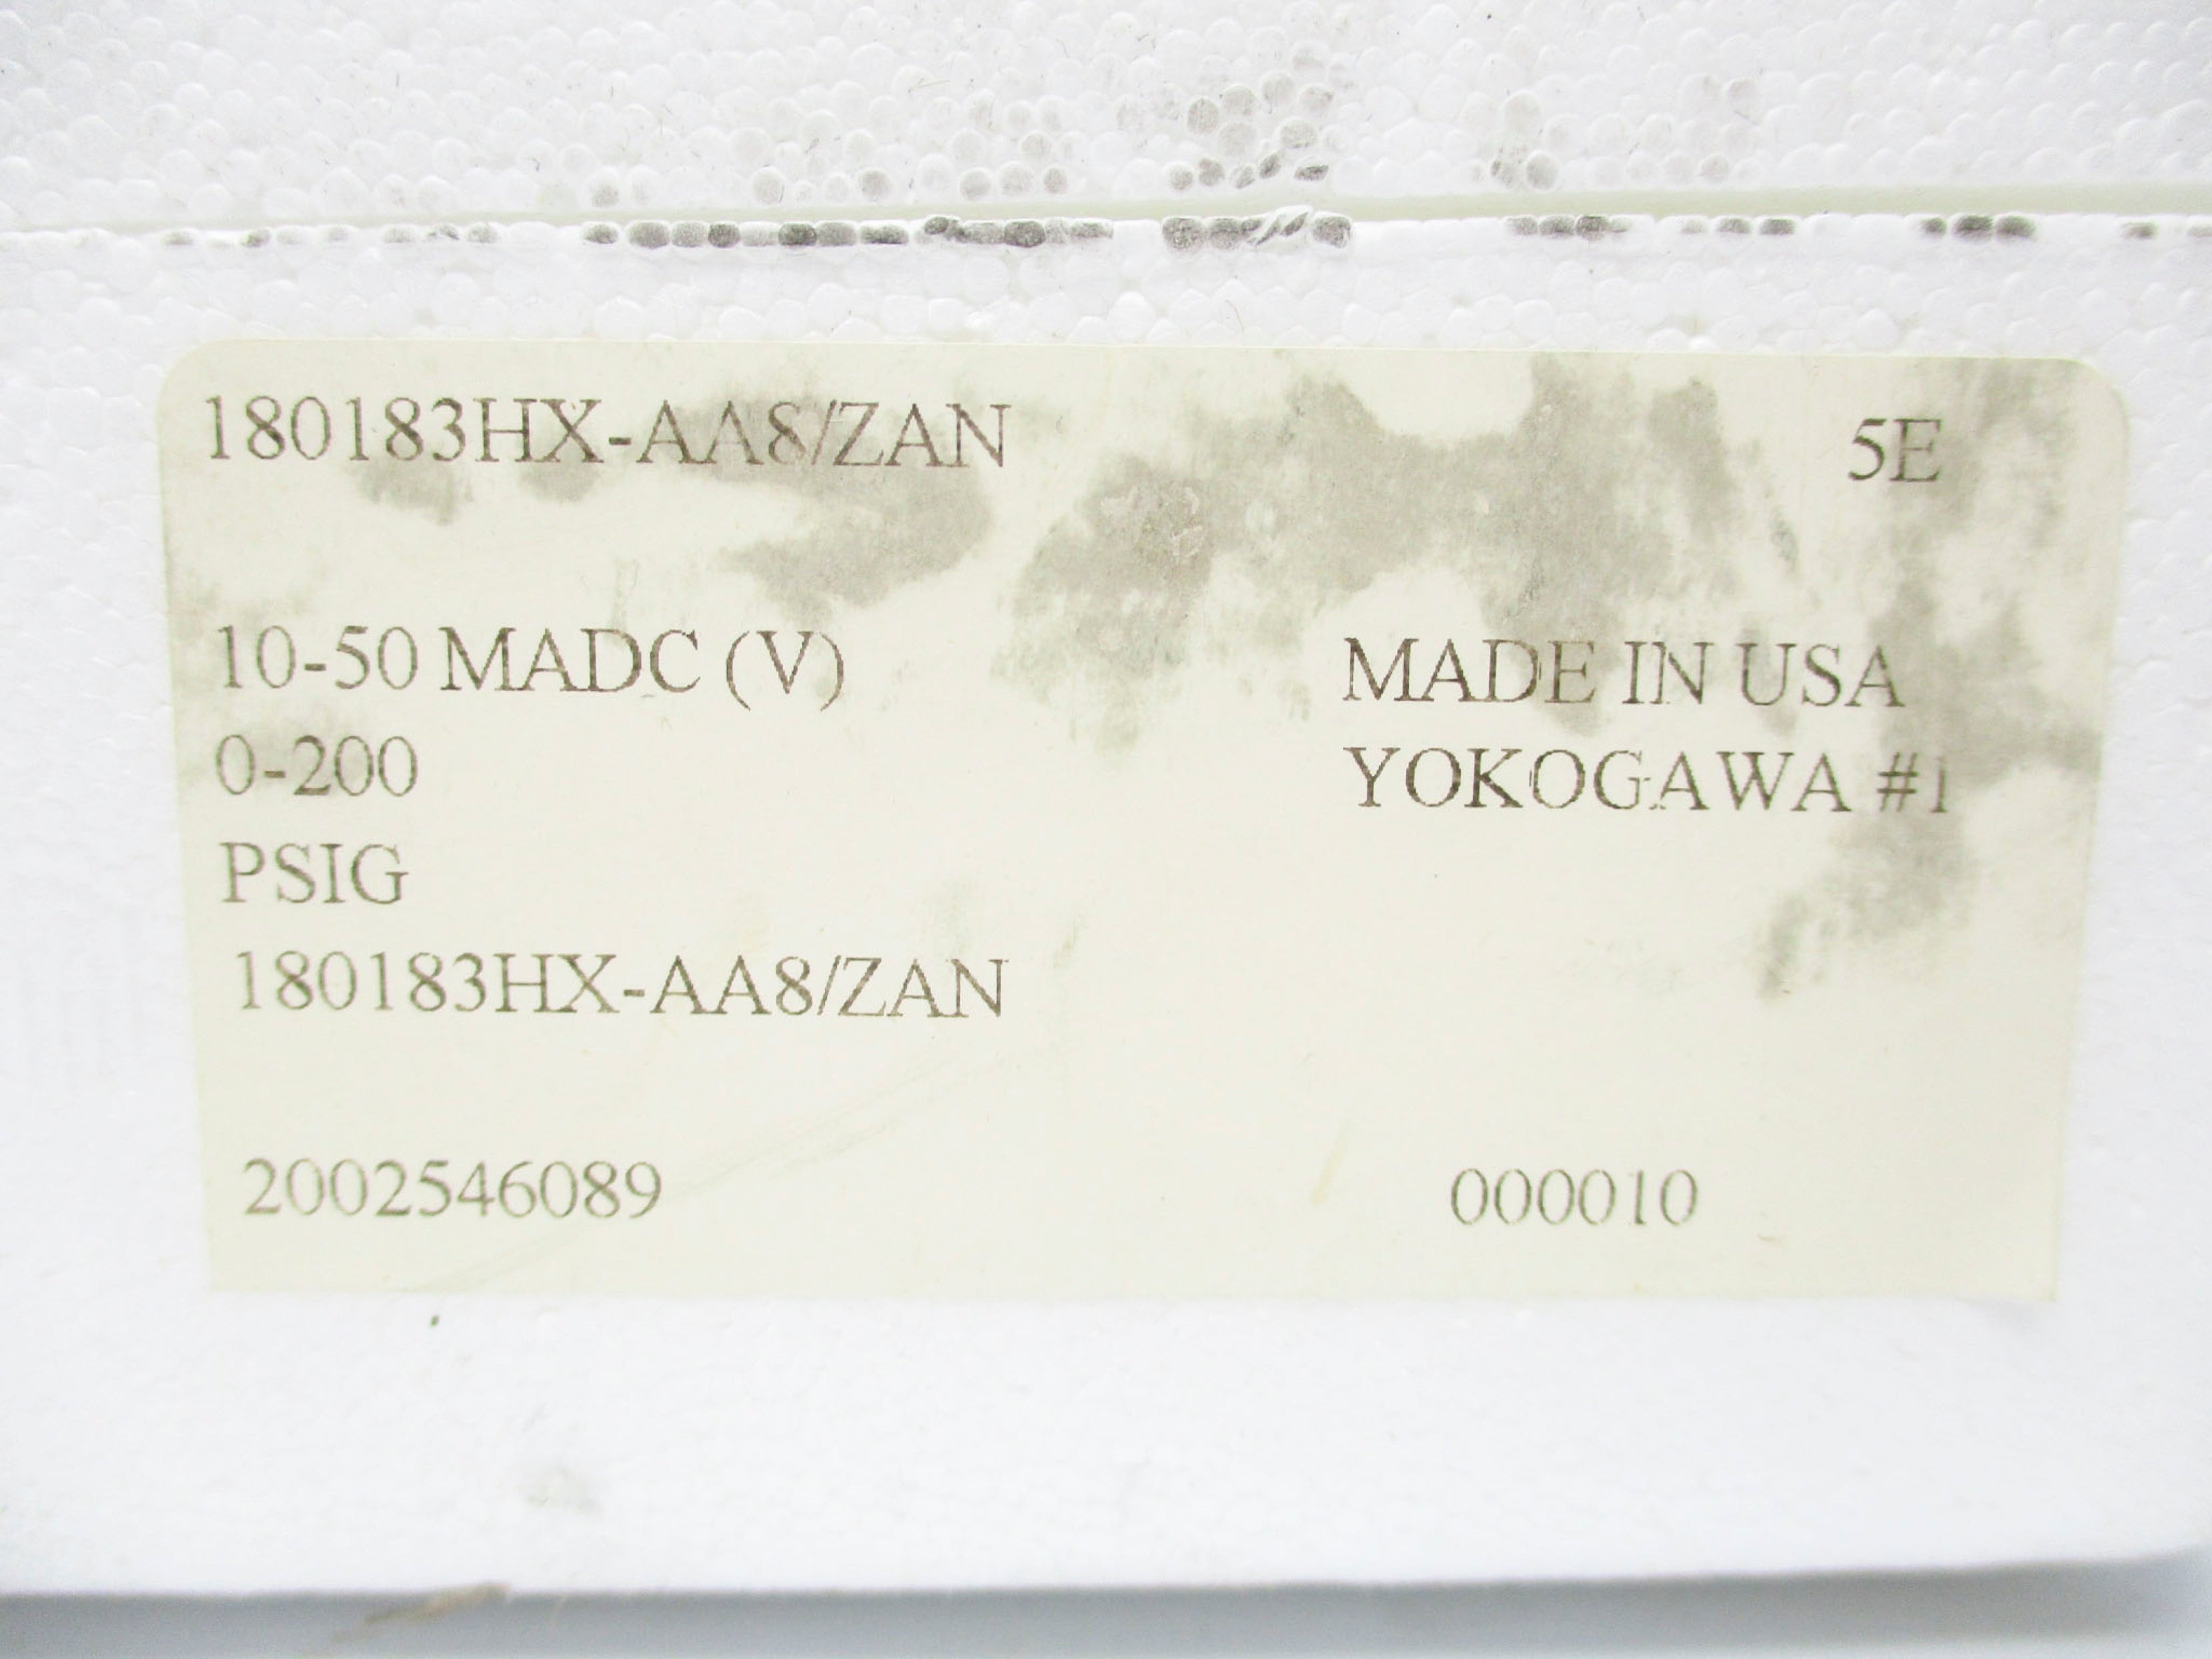 180183HX-AA8/ZAN 5E
10-50 MADC (V) MADE IN USA
0-200 YOKOGAWA #1
PSIG
180183HX-AA8/ZAN
2002546089 000010